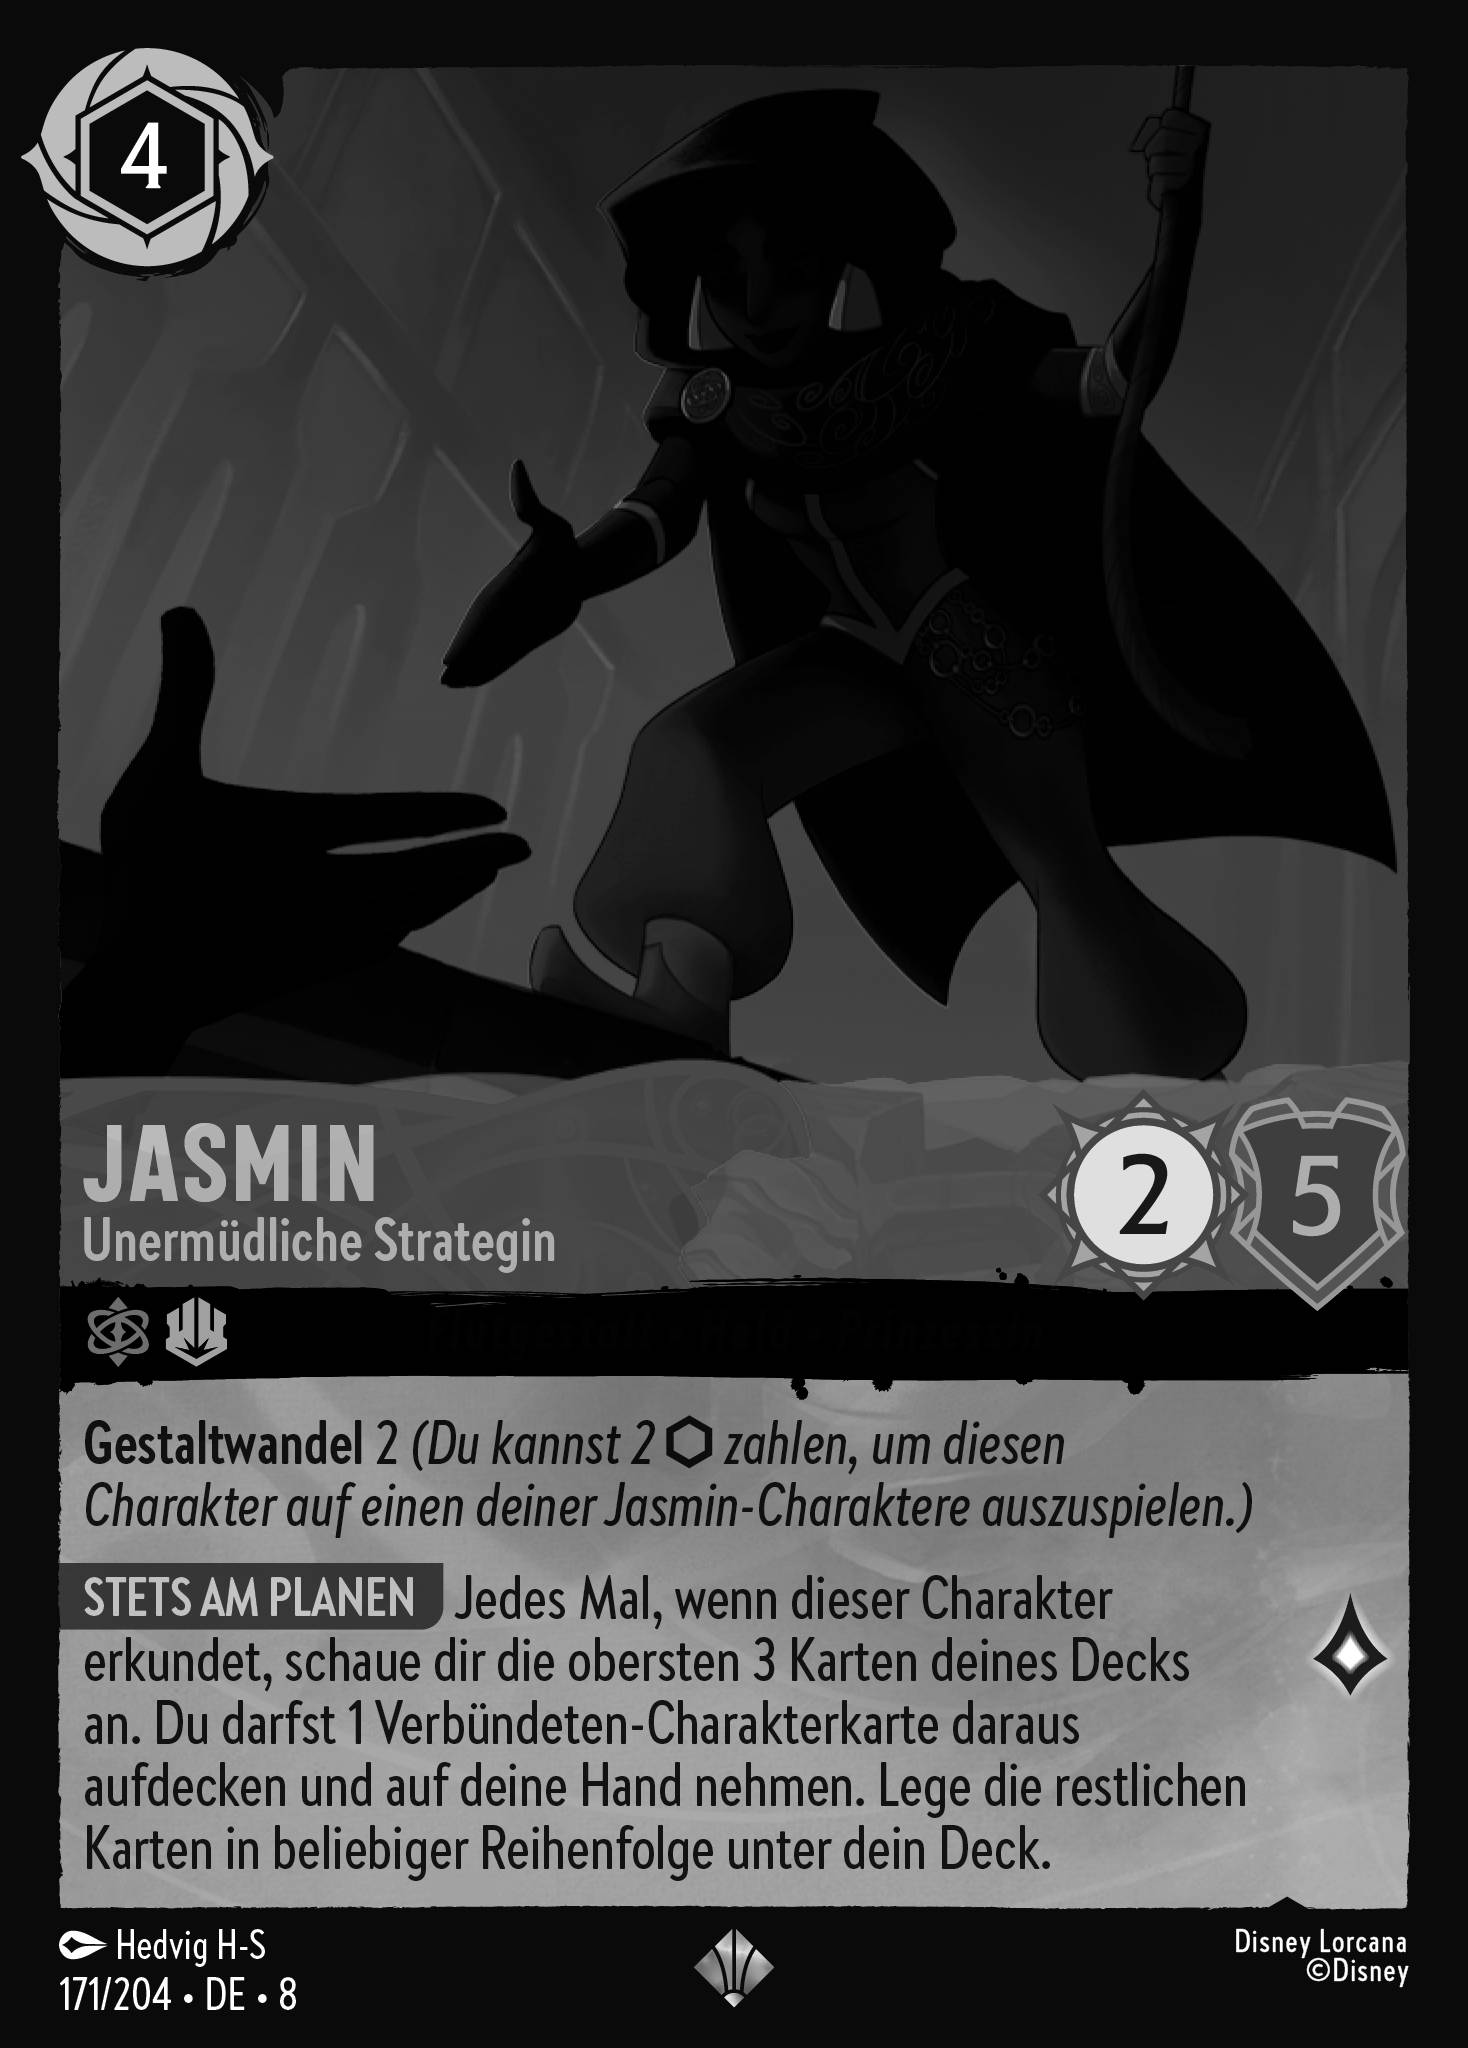 4
JASMIN
Unermüdliche Strategin
2
5
Flutgestalt • Held • Prinzessin
Gestaltwandel 2 (Du kannst 2 ⬡ zahlen, um diesen
Charakter auf einen deiner Jasmin-Charaktere auszuspielen.)
STETS AM PLANEN Jedes Mal, wenn dieser Charakter
erkundet, schaue dir die obersten 3 Karten deines Decks
an. Du darfst 1 Verbündeten-Charakterkarte daraus
aufdecken und auf deine Hand nehmen. Lege die restlichen
Karten in beliebiger Reihenfolge unter dein Deck.
Hedvig H-S
171/204 • DE • 8
Disney Lorcana
©Disney